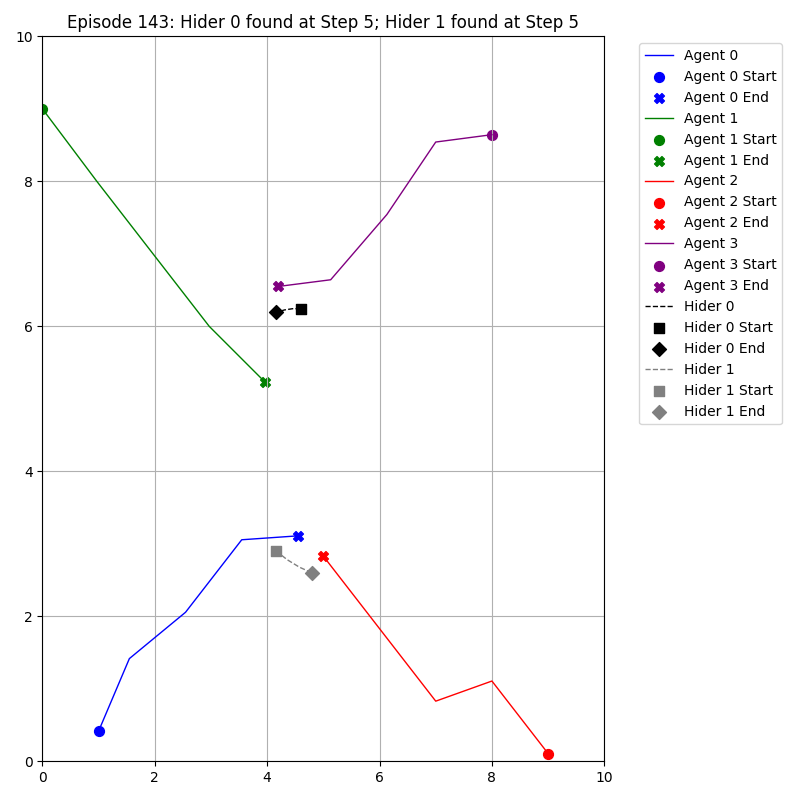 Episode 143: Hider 0 found at Step 5; Hider 1 found at Step 5
10
8
6
4
2
0
0 2 4 6 8 10
Agent 0
Agent 0 Start
Agent 0 End
Agent 1
Agent 1 Start
Agent 1 End
Agent 2
Agent 2 Start
Agent 2 End
Agent 3
Agent 3 Start
Agent 3 End
Hider 0
Hider 0 Start
Hider 0 End
Hider 1
Hider 1 Start
Hider 1 End